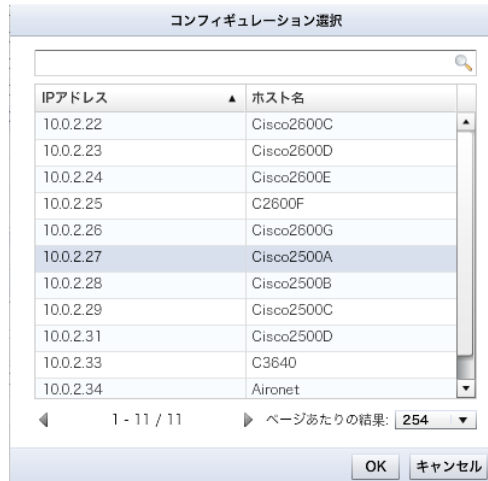 コンフィギュレーション選択
IPアドレス ▲ ホスト名
10.0.2.22 Cisco2600C
10.0.2.23 Cisco2600D
10.0.2.24 Cisco2600E
10.0.2.25 C2600F
10.0.2.26 Cisco2600G
10.0.2.27 Cisco2500A
10.0.2.28 Cisco2500B
10.0.2.29 Cisco2500C
10.0.2.31 Cisco2500D
10.0.2.33 C3640
10.0.2.34 Aironet
1 - 11 / 11 ページあたりの結果: 254
OK キャンセル